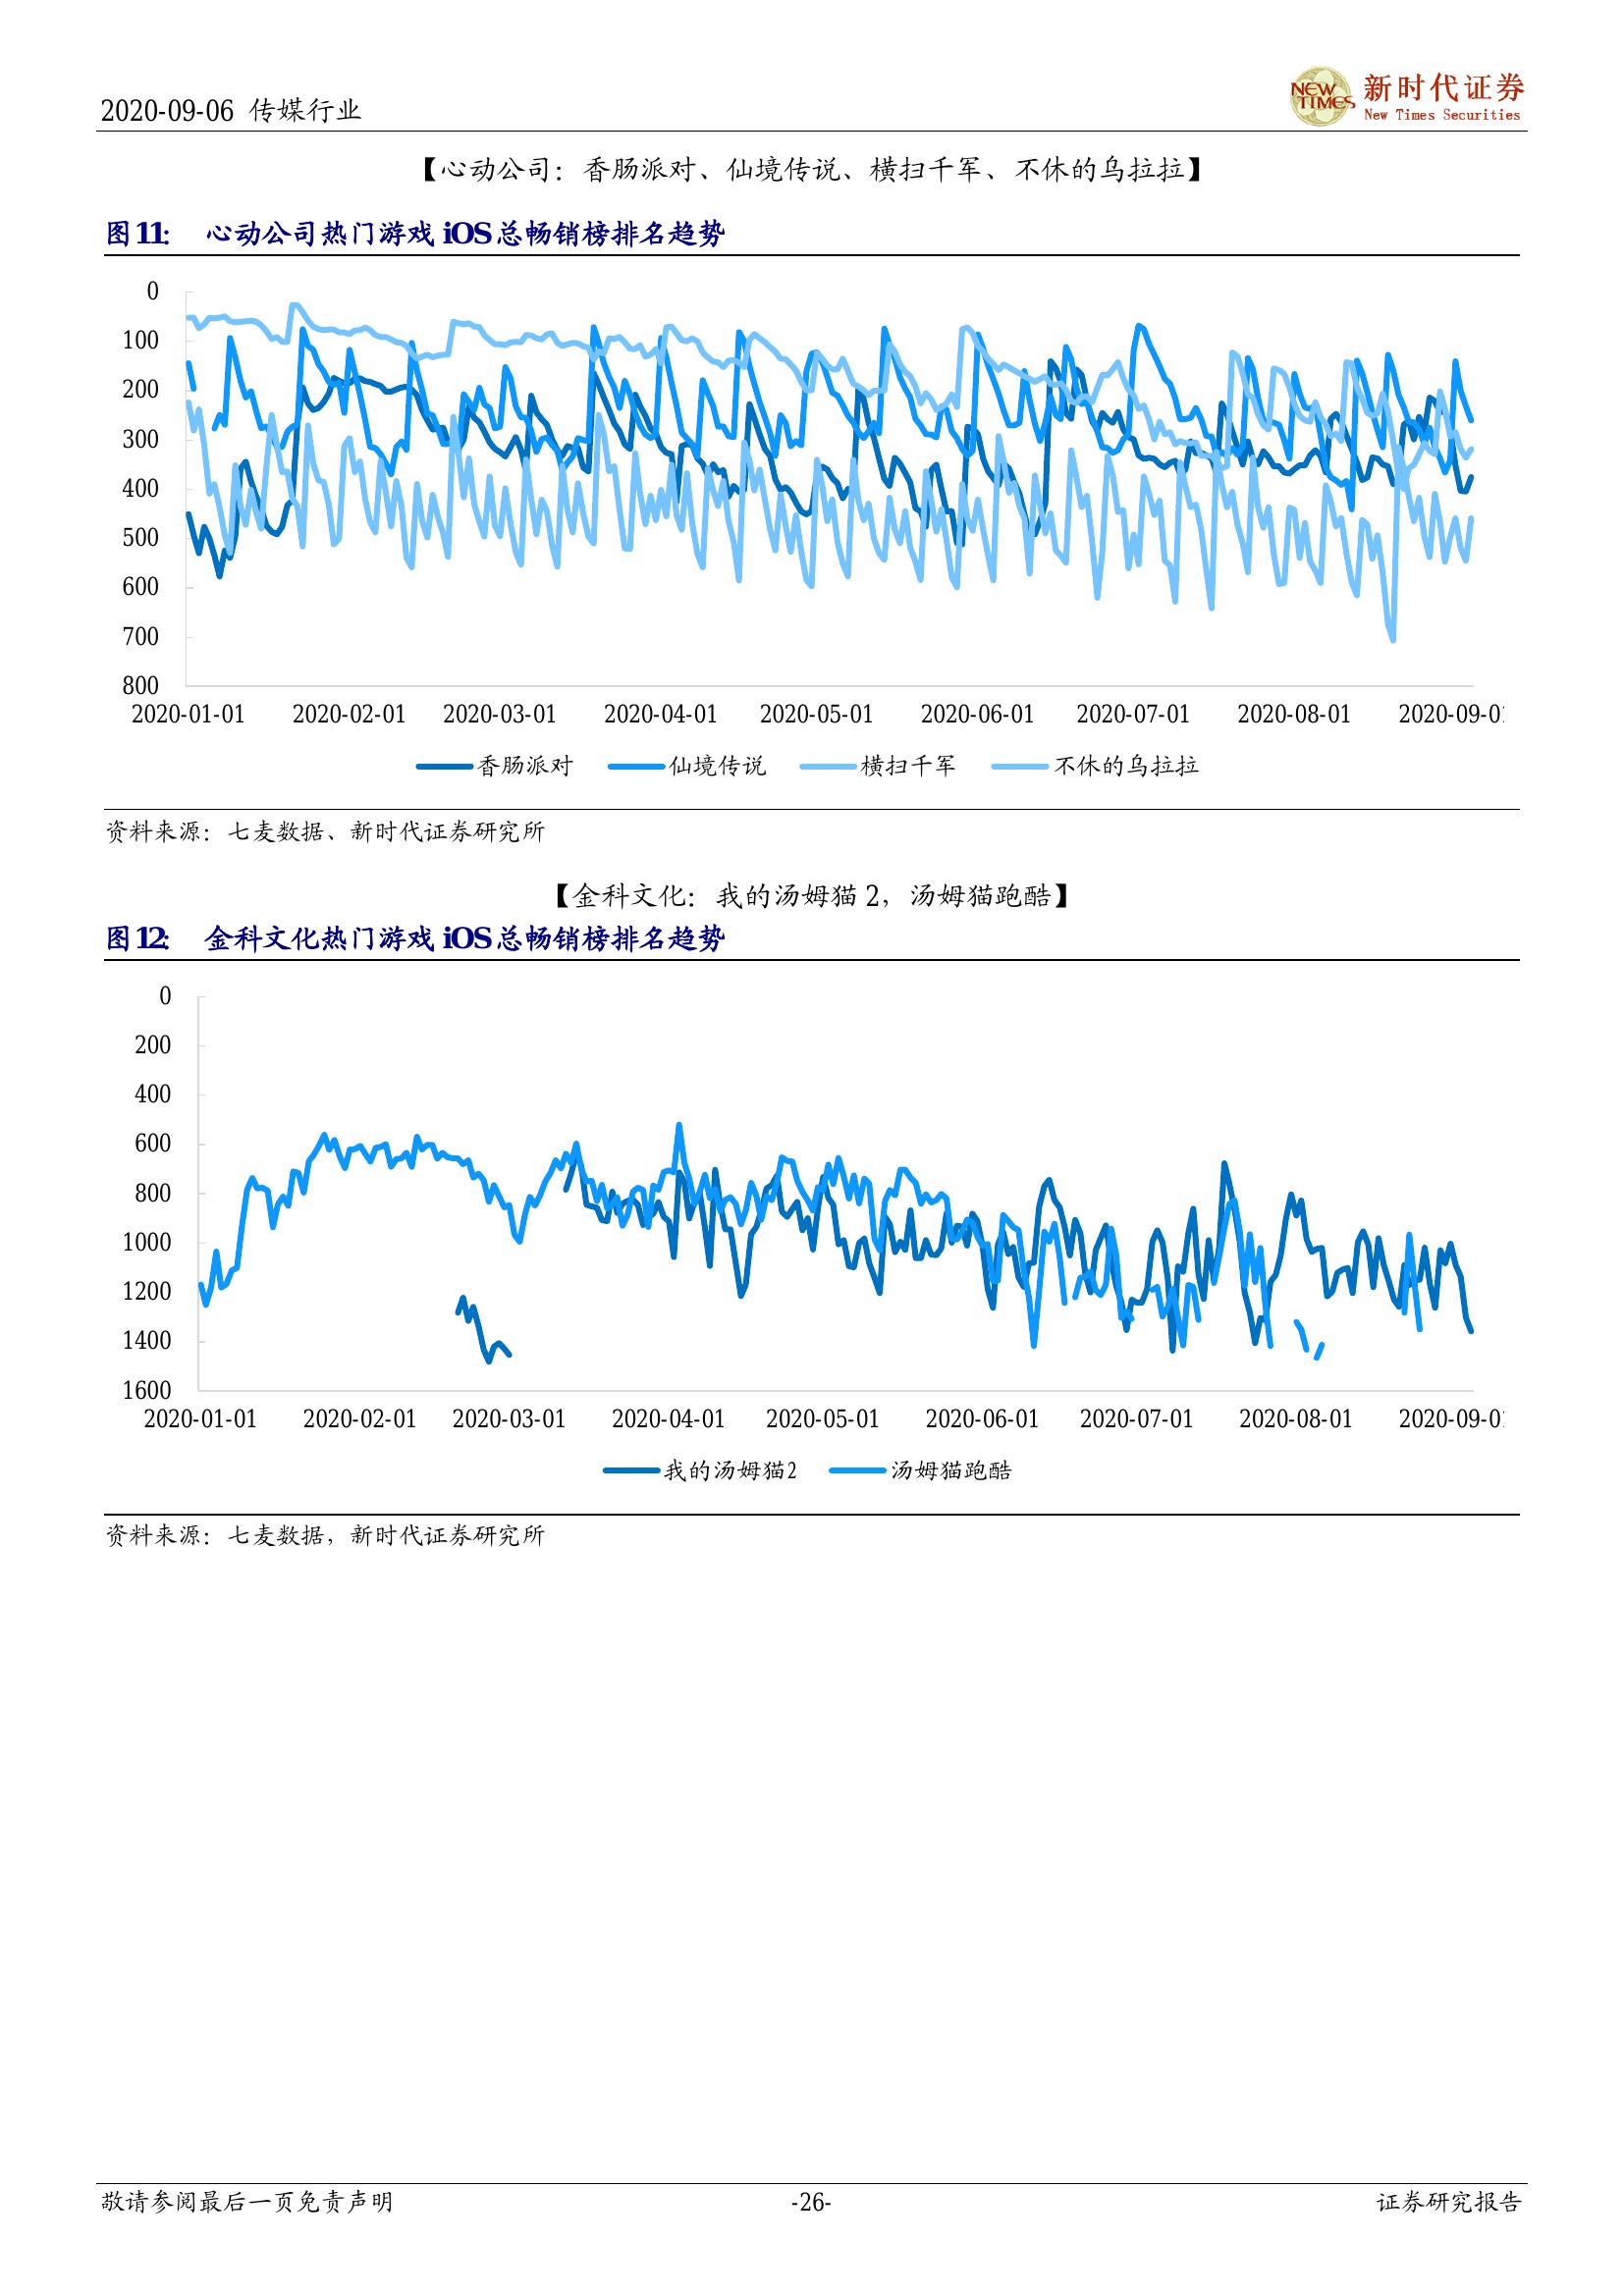 2020-09-06 传媒行业
NEW TIMES
新时代证券
New Times Securities
【心动公司：香肠派对、仙境传说、横扫千军、不休的乌拉拉】
图11： 心动公司热门游戏 iOS总畅销榜排名趋势
0
100
200
300
400
500
600
700
800
2020-01-01 2020-02-01 2020-03-01 2020-04-01 2020-05-01 2020-06-01 2020-07-01 2020-08-01 2020-09-01
香肠派对 仙境传说 横扫千军 不休的乌拉拉
资料来源：七麦数据、新时代证券研究所
【金科文化：我的汤姆猫 2，汤姆猫跑酷】
图12： 金科文化热门游戏 iOS总畅销榜排名趋势
0
200
400
600
800
1000
1200
1400
1600
2020-01-01 2020-02-01 2020-03-01 2020-04-01 2020-05-01 2020-06-01 2020-07-01 2020-08-01 2020-09-01
我的汤姆猫2 汤姆猫跑酷
资料来源：七麦数据，新时代证券研究所
敬请参阅最后一页免责声明 -26- 证券研究报告